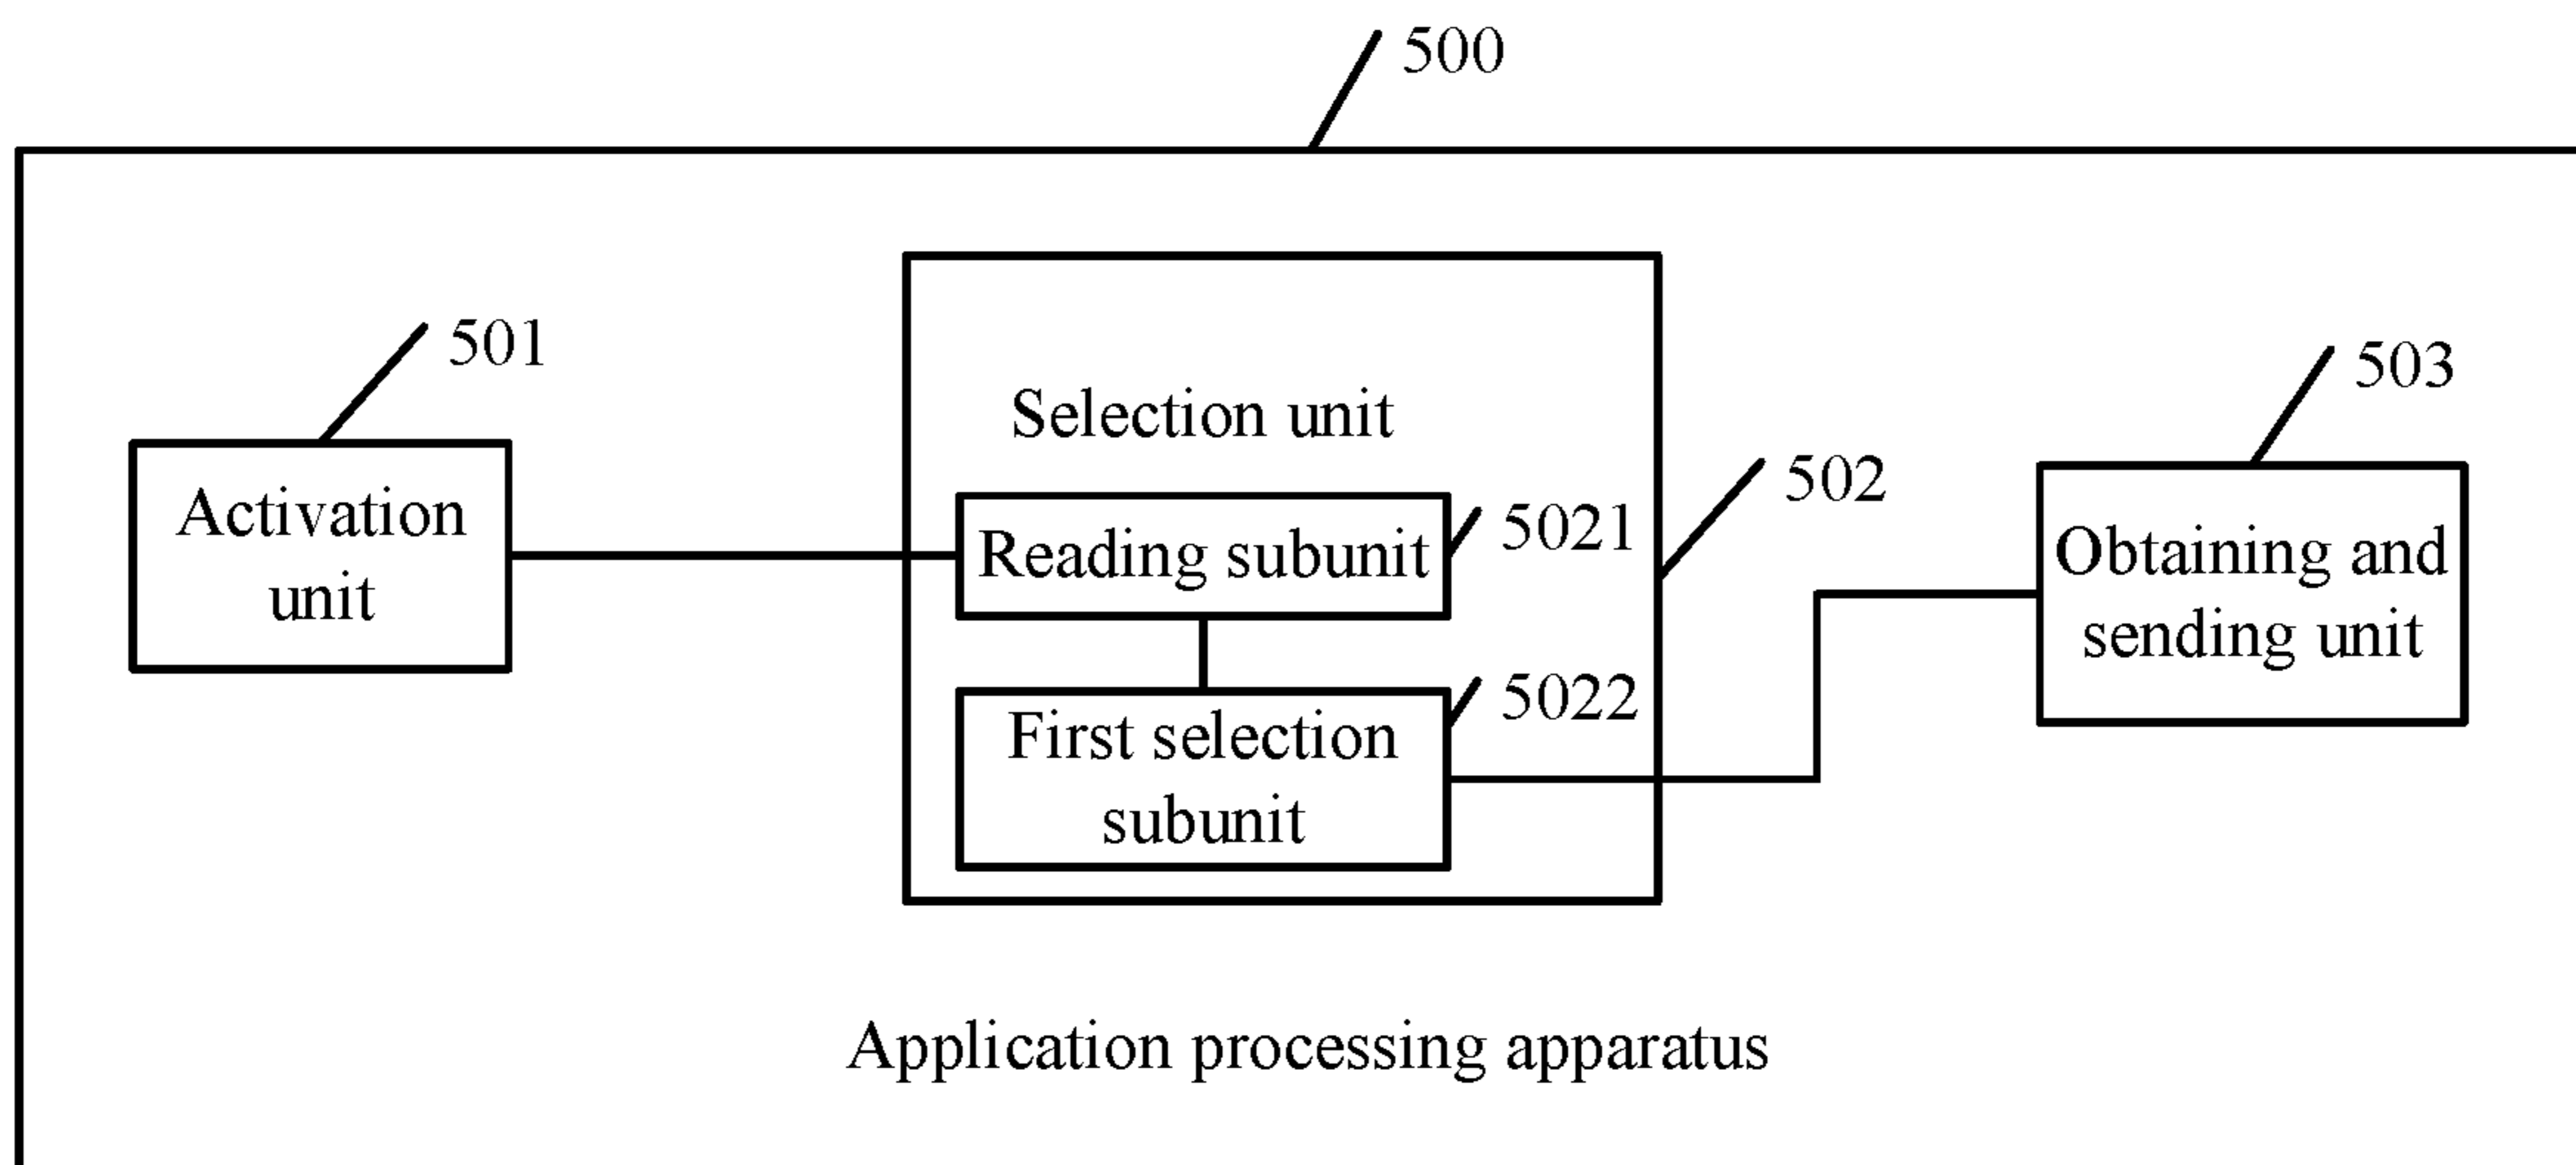 500
501
Activation
unit
Selection unit
502
Reading subunit
5021
First selection
subunit
5022
503
Obtaining and
sending unit
Application processing apparatus